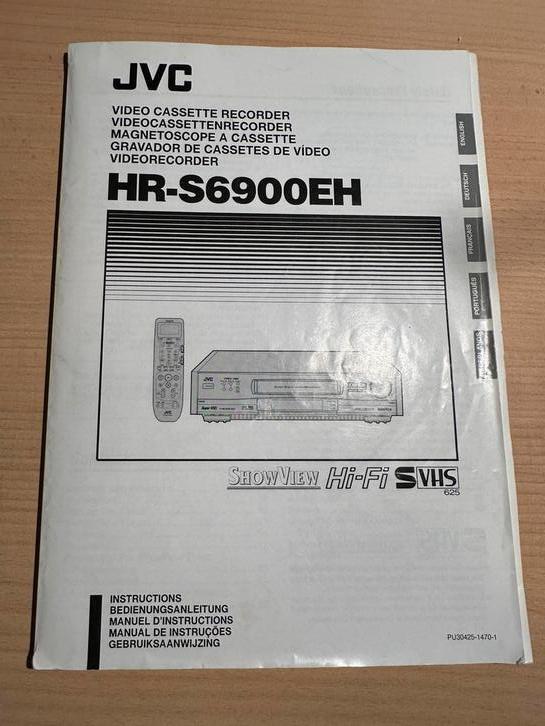 JVC
VIDEO CASSETTE RECORDER
VIDEOCASSETTENRECORDER
MAGNETOSCOPE A CASSETTE
GRAVADOR DE CASSETES DE VÍDEO
VIDEORECORDER
HR-S6900EH
ENGLISH
DEUTSCH
FRANÇAIS
PORTUGUÊS
JVC
SHOWVIEW Hi-Fi SVHS
625
INSTRUCTIONS
BEDIENUNGSANLEITUNG
MANUEL D'INSTRUCTIONS
MANUAL DE INSTRUÇÕES
GEBRUIKSAANWIJZING
PU30425-1470-1